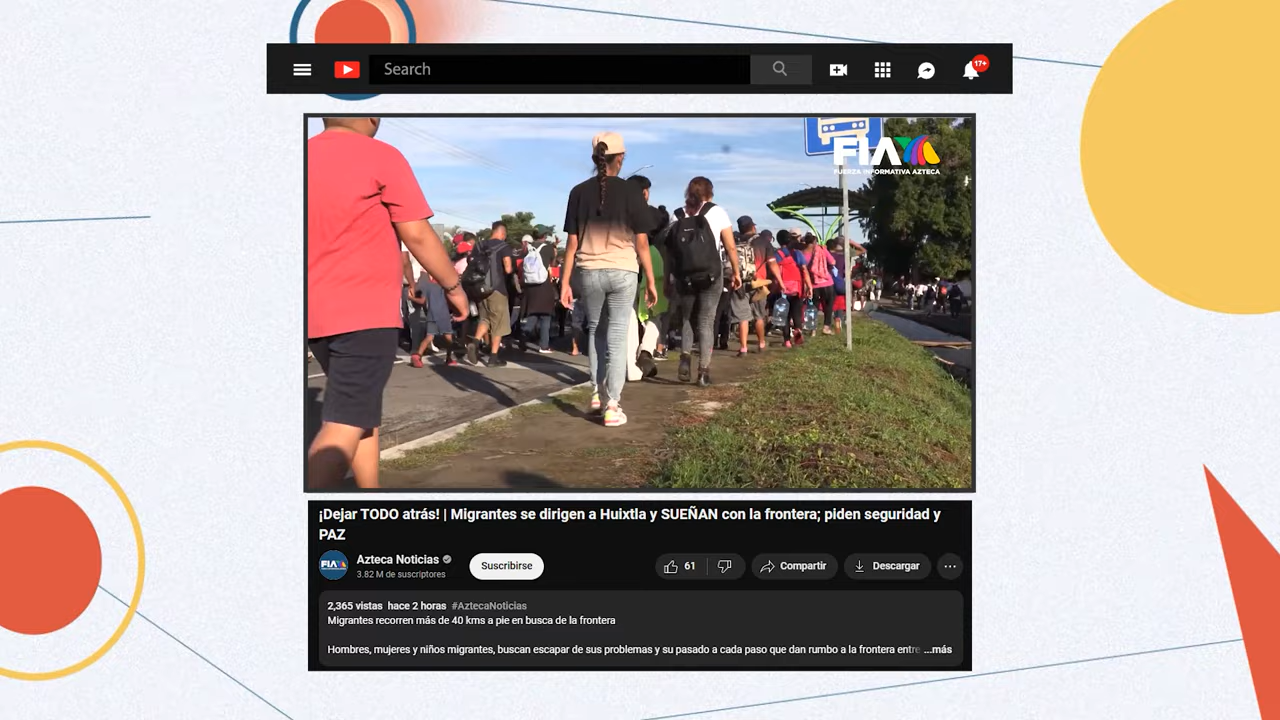 Search
17+
FIA
FUERZA INFORMATIVA AZTECA
¡Dejar TODO atrás! | Migrantes se dirigen a Huixtla y SUEÑAN con la frontera; piden seguridad y
PAZ
FIA
Azteca Noticias
3.82 M de suscriptores
Suscribirse
61
Compartir
Descargar
2,365 vistas hace 2 horas #AztecaNoticias
Migrantes recorren más de 40 kms a pie en busca de la frontera
Hombres, mujeres y niños migrantes, buscan escapar de sus problemas y su pasado a cada paso que dan rumbo a la frontera entre ...más